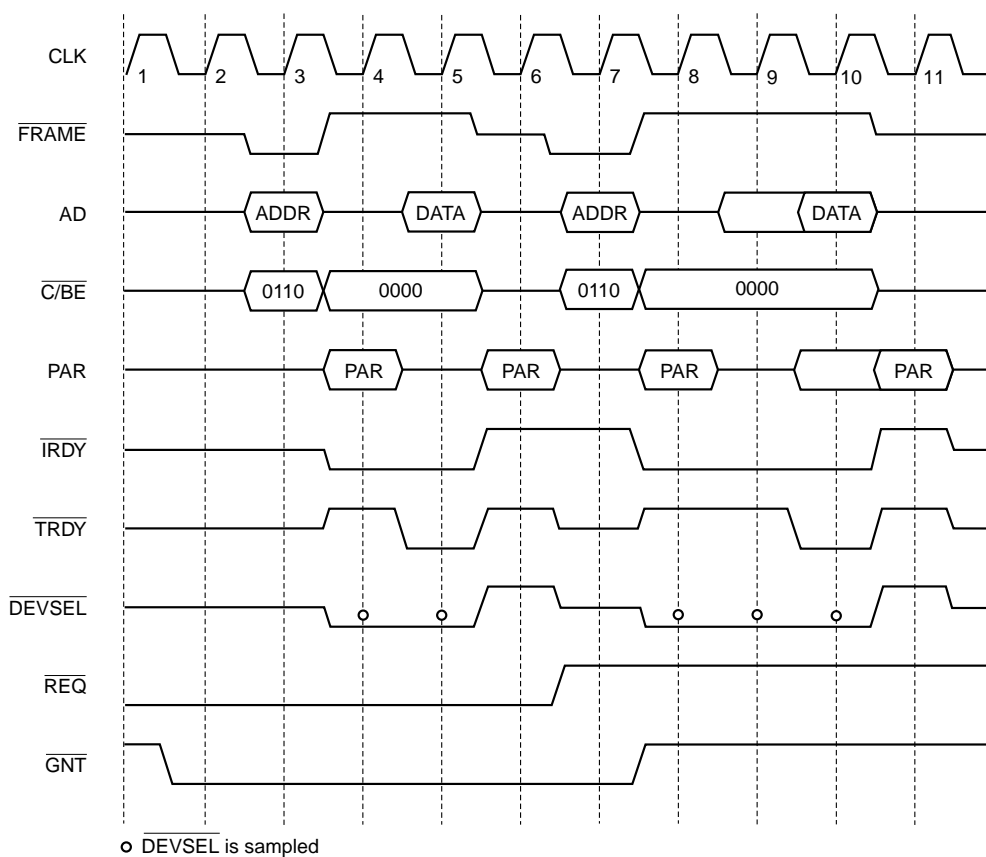 CLK
1 2 3 4 5 6 7 8 9 10 11
FRAME
AD ADDR DATA ADDR DATA
C/BE 0110 0000 0110 0000
PAR PAR PAR PAR PAR
IRDY
TRDY
DEVSEL
REQ
GNT
DEVSEL is sampled